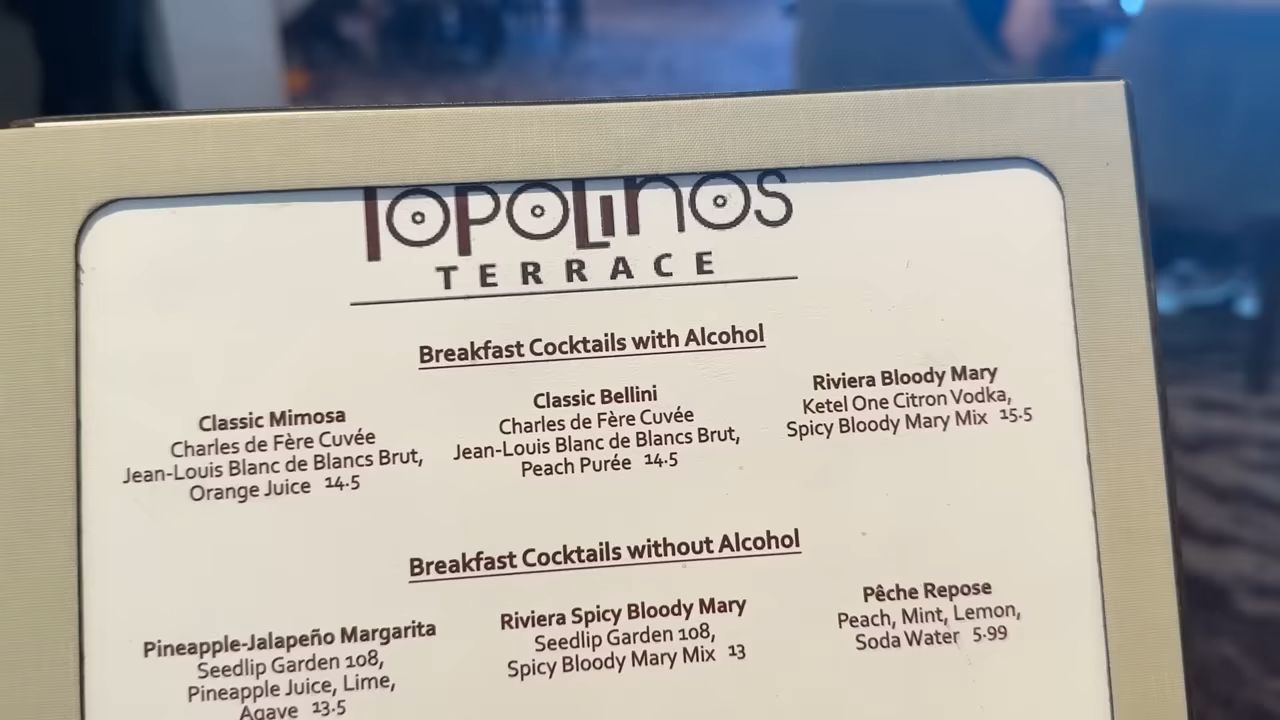 TOPOLINOS
TERRACE
Breakfast Cocktails with Alcohol
Classic Mimosa
Charles de Fère Cuvée
Jean-Louis Blanc de Blancs Brut,
Orange Juice 14.5
Classic Bellini
Charles de Fère Cuvée
Jean-Louis Blanc de Blancs Brut,
Peach Purée 14.5
Riviera Bloody Mary
Ketel One Citron Vodka,
Spicy Bloody Mary Mix 15.5
Breakfast Cocktails without Alcohol
Pineapple-Jalapeño Margarita
Seedlip Garden 108,
Pineapple Juice, Lime,
Agave 13.5
Riviera Spicy Bloody Mary
Seedlip Garden 108,
Spicy Bloody Mary Mix 13
Pêche Repose
Peach, Mint, Lemon,
Soda Water 5.99